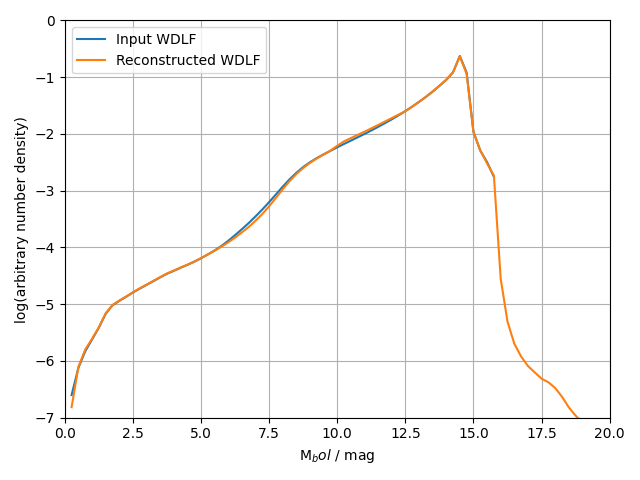 Input WDLF
Reconstructed WDLF
log(arbitrary number density)
0
−1
−2
−3
−4
−5
−6
−7
0.0 2.5 5.0 7.5 10.0 12.5 15.0 17.5 20.0
M_bol / mag